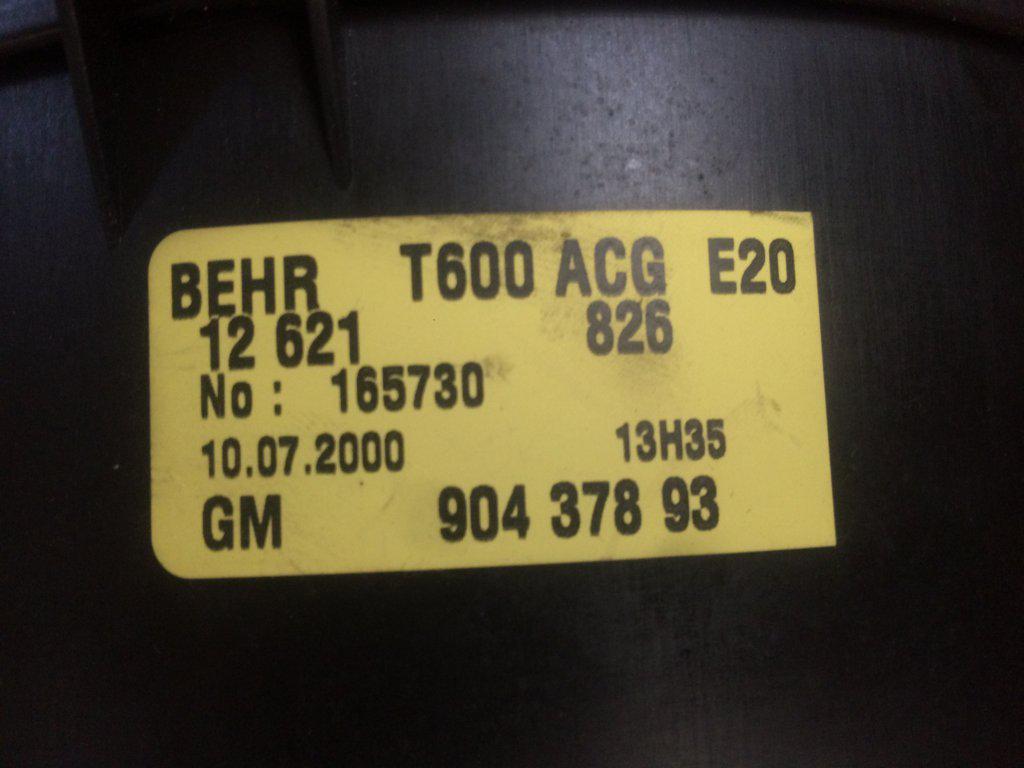 BEHR T600 ACG E20
12 621 826
No : 165730
10.07.2000 13H35
GM 904 378 93